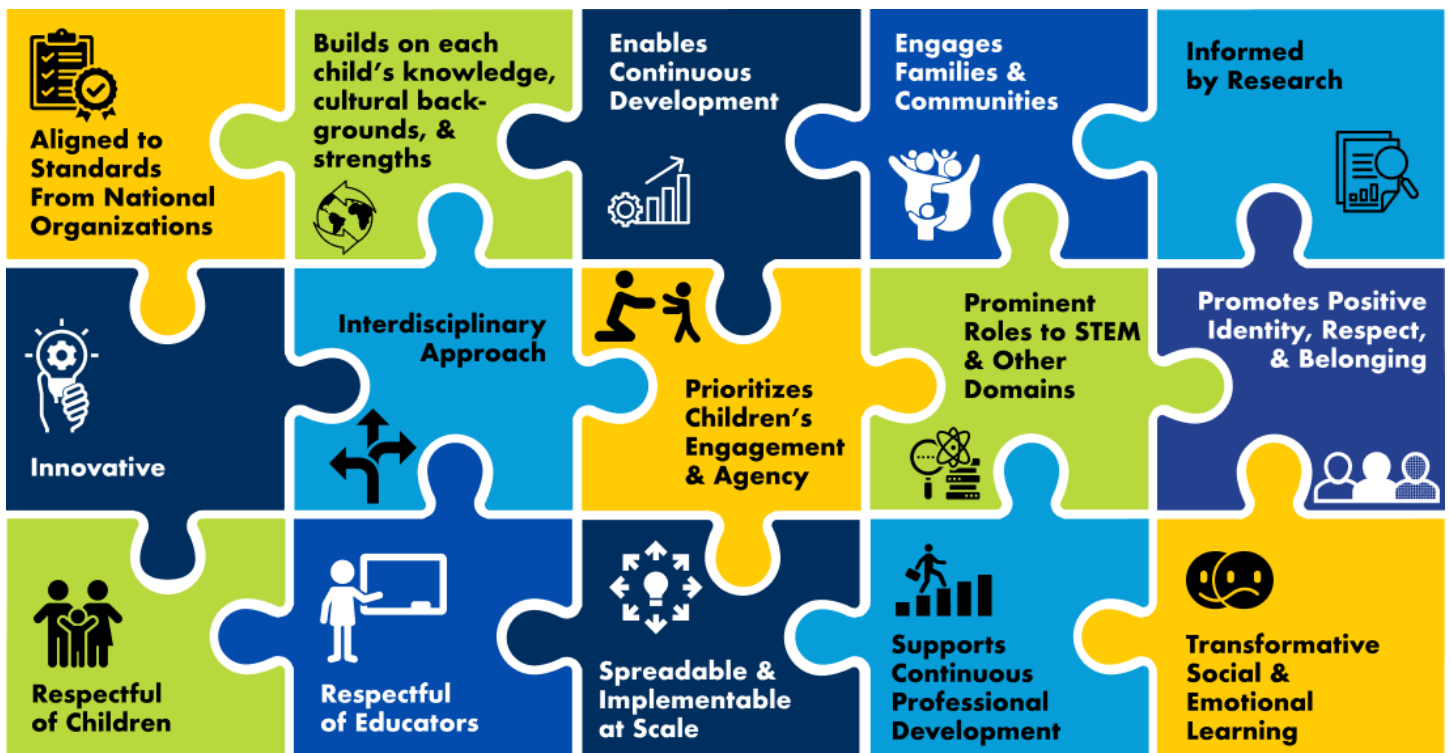 Aligned to
Standards
From National
Organizations
Builds on each
child's knowledge,
cultural back-
grounds, &
strengths
Enables
Continuous
Development
Engages
Families &
Communities
Informed
by Research
Innovative
Interdisciplinary
Approach
Prioritizes
Children's
Engagement
& Agency
Prominent
Roles to STEM
& Other
Domains
Promotes Positive
Identity, Respect,
& Belonging
Respectful
of Children
Respectful
of Educators
Spreadable &
Implementable
at Scale
Supports
Continuous
Professional
Development
Transformative
Social &
Emotional
Learning